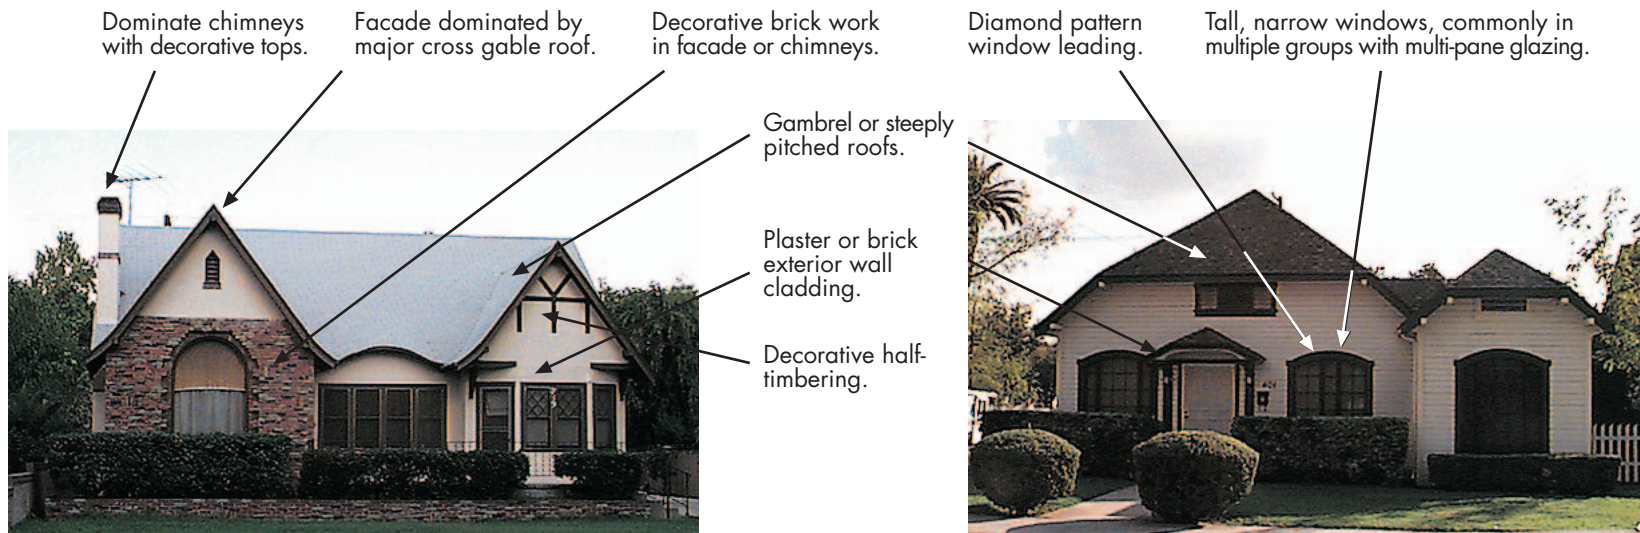 Dominate chimneys
with decorative tops.
Facade dominated by
major cross gable roof.
Decorative brick work
in facade or chimneys.
Diamond pattern
window leading.
Tall, narrow windows, commonly in
multiple groups with multi-pane glazing.
Gambrel or steeply
pitched roofs.
Plaster or brick
exterior wall
cladding.
Decorative half-
timbering.